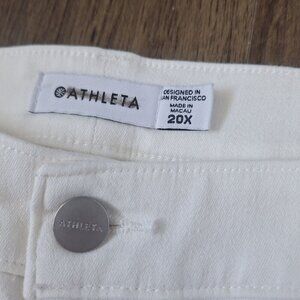 ATHLETA
DESIGNED IN
SAN FRANCISCO
MADE IN
MACAU
20X
ATHLETA